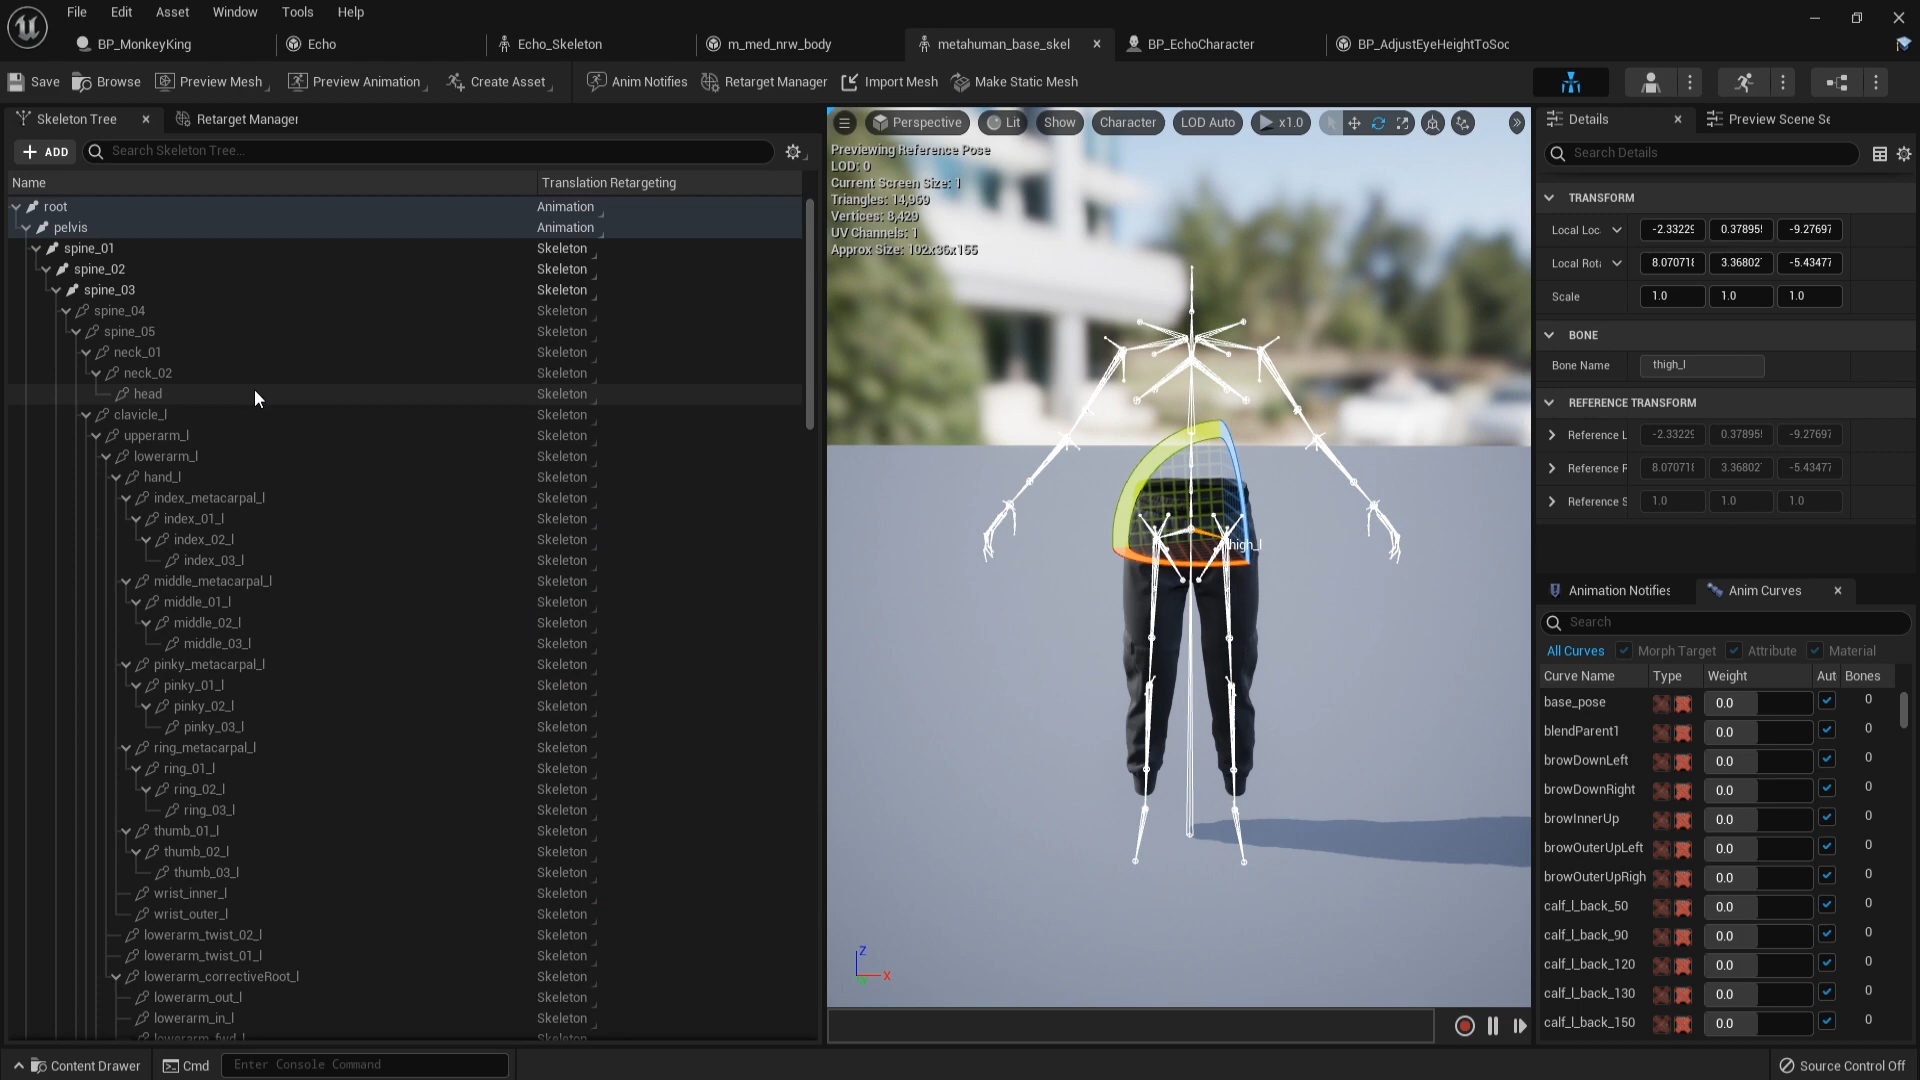 File Edit Asset Window Tools Help
BP_MonkeyKing
Echo
Echo_Skeleton
m_med_nrw_body
metahuman_base_skel
BP_EchoCharacter
BP_AdjustEyeHeightToSoc
Save Browse Preview Mesh Preview Animation Create Asset Anim Notifies Retarget Manager Import Mesh Make Static Mesh
Skeleton Tree
Retarget Manager
ADD
Search Skeleton Tree...
Name Translation Retargeting
root Animation
pelvis Animation
spine_01 Skeleton
spine_02 Skeleton
spine_03 Skeleton
spine_04 Skeleton
spine_05 Skeleton
neck_01 Skeleton
neck_02 Skeleton
head Skeleton
clavicle_l Skeleton
upperarm_l Skeleton
lowerarm_l Skeleton
hand_l Skeleton
index_metacarpal_l Skeleton
index_01_l Skeleton
index_02_l Skeleton
index_03_l Skeleton
middle_metacarpal_l Skeleton
middle_01_l Skeleton
middle_02_l Skeleton
middle_03_l Skeleton
pinky_metacarpal_l Skeleton
pinky_01_l Skeleton
pinky_02_l Skeleton
pinky_03_l Skeleton
ring_metacarpal_l Skeleton
ring_01_l Skeleton
ring_02_l Skeleton
ring_03_l Skeleton
thumb_01_l Skeleton
thumb_02_l Skeleton
thumb_03_l Skeleton
wrist_inner_l Skeleton
wrist_outer_l Skeleton
lowerarm_twist_02_l Skeleton
lowerarm_twist_01_l Skeleton
lowerarm_correctiveRoot_l Skeleton
lowerarm_out_l Skeleton
lowerarm_in_l Skeleton
lowerarm_fwd_l Skeleton
Perspective Lit Show Character LOD Auto x1.0
Previewing Reference Pose
LOD: 0
Current Screen Size: 1
Triangles: 14,969
Vertices: 8,429
UV Channels: 1
Approx Size: 102x36x155
thigh_l
Z
X
Details
Preview Scene Se
Search Details
TRANSFORM
Local Loc -2.33229 0.37895 -9.27697
Local Rota 8.070718 3.36802 -5.43477
Scale 1.0 1.0 1.0
BONE
Bone Name thigh_l
REFERENCE TRANSFORM
Reference L -2.33229 0.37895 -9.27697
Reference R 8.070718 3.36802 -5.43477
Reference S 1.0 1.0 1.0
Animation Notifies
Anim Curves
Search
All Curves Morph Target Attribute Material
Curve Name Type Weight Aut Bones
base_pose 0.0 0
blendParent1 0.0 0
browDownLeft 0.0 0
browDownRight 0.0 0
browInnerUp 0.0 0
browOuterUpLeft 0.0 0
browOuterUpRigh 0.0 0
calf_l_back_50 0.0 0
calf_l_back_90 0.0 0
calf_l_back_120 0.0 0
calf_l_back_130 0.0 0
calf_l_back_150 0.0 0
Content Drawer Cmd Enter Console Command Source Control Off